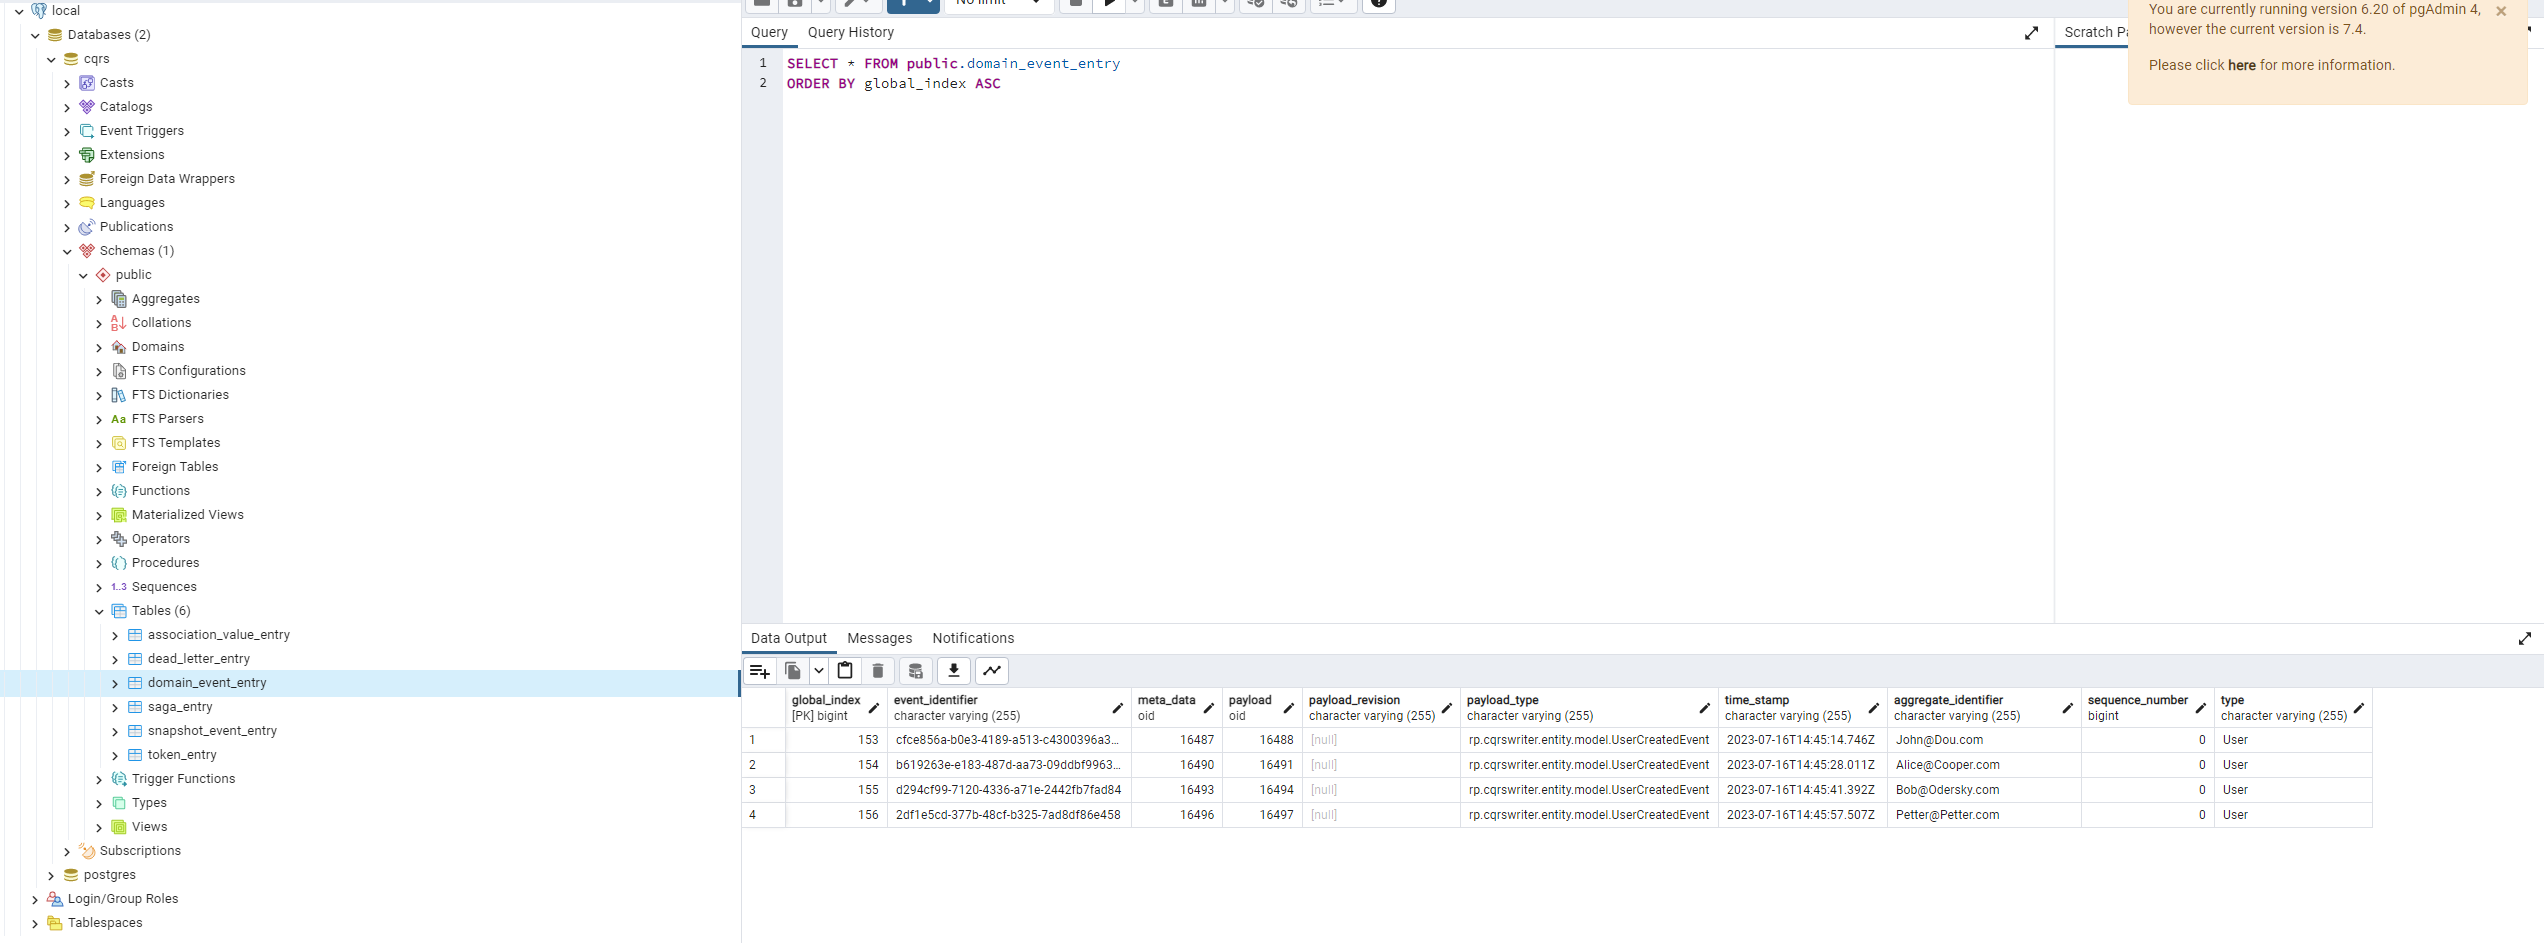 local
Databases (2)
cqrs
Casts
Catalogs
Event Triggers
Extensions
Foreign Data Wrappers
Languages
Publications
Schemas (1)
public
Aggregates
Collations
Domains
FTS Configurations
FTS Dictionaries
Aa FTS Parsers
FTS Templates
Foreign Tables
Functions
Materialized Views
Operators
Procedures
1..3 Sequences
Tables (6)
association_value_entry
dead_letter_entry
domain_event_entry
saga_entry
snapshot_event_entry
token_entry
Trigger Functions
Types
Views
Subscriptions
postgres
Login/Group Roles
Tablespaces
No limit
Query Query History
1 SELECT * FROM public.domain_event_entry
2 ORDER BY global_index ASC
Scratch Pa
You are currently running version 6.20 of pgAdmin 4,
however the current version is 7.4.
Please click here for more information.
Data Output Messages Notifications
global_index event_identifier meta_data payload payload_revision payload_type time_stamp aggregate_identifier sequence_number type
[PK] bigint character varying (255) oid oid character varying (255) character varying (255) character varying (255) character varying (255) bigint character varying (255)
1 153 cfce856a-b0e3-4189-a513-c4300396a3... 16487 16488 [null] rp.cqrswriter.entity.model.UserCreatedEvent 2023-07-16T14:45:14.746Z John@Dou.com 0 User
2 154 b619263e-e183-487d-aa73-09ddbf9963... 16490 16491 [null] rp.cqrswriter.entity.model.UserCreatedEvent 2023-07-16T14:45:28.011Z Alice@Cooper.com 0 User
3 155 d294cf99-7120-4336-a71e-2442fb7fad84 16493 16494 [null] rp.cqrswriter.entity.model.UserCreatedEvent 2023-07-16T14:45:41.392Z Bob@Odersky.com 0 User
4 156 2df1e5cd-377b-48cf-b325-7ad8df86e458 16496 16497 [null] rp.cqrswriter.entity.model.UserCreatedEvent 2023-07-16T14:45:57.507Z Petter@Petter.com 0 User